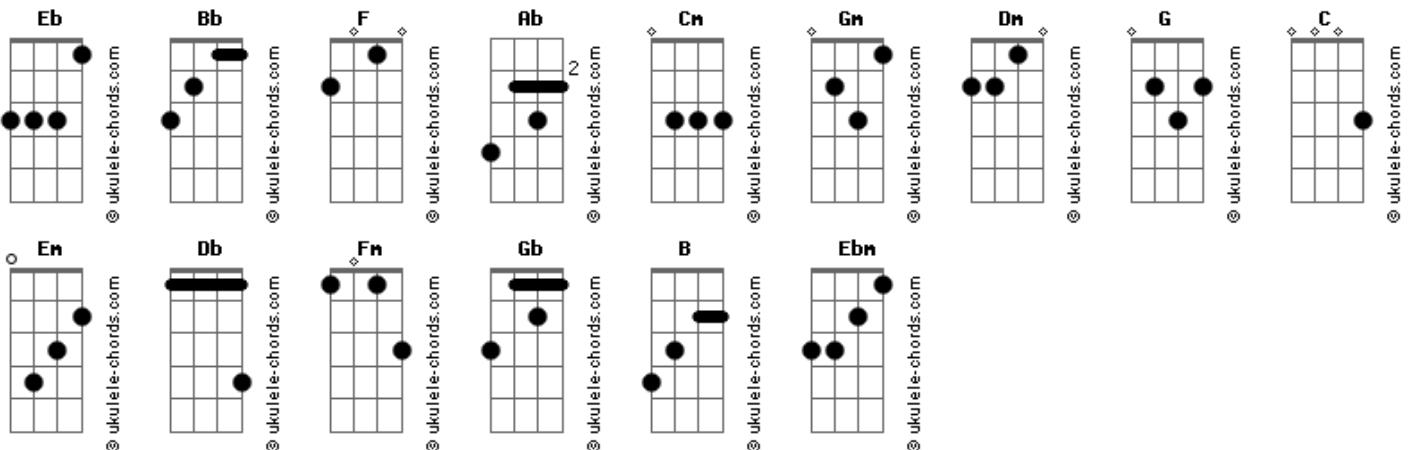 Eb Bb F Ab Cm Gm Dm G C
2
© ukulele-chords.com © ukulele-chords.com © ukulele-chords.com © ukulele-chords.com © ukulele-chords.com © ukulele-chords.com © ukulele-chords.com © ukulele-chords.com © ukulele-chords.com
Em Db Fm Gb B Ebm
© ukulele-chords.com © ukulele-chords.com © ukulele-chords.com © ukulele-chords.com © ukulele-chords.com © ukulele-chords.com